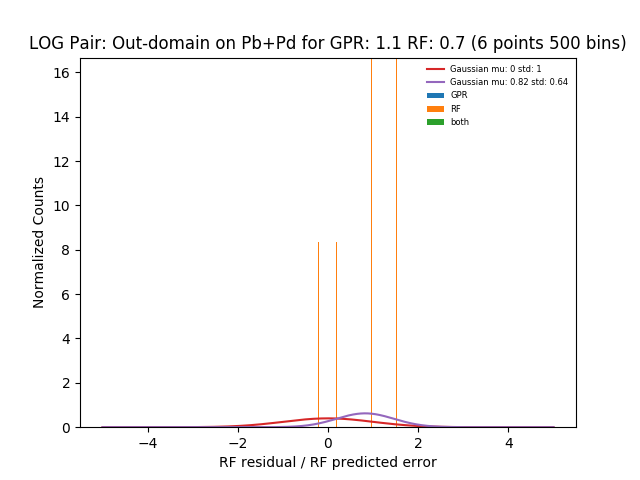 LOG Pair: Out-domain on Pb+Pd for GPR: 1.1 RF: 0.7 (6 points 500 bins)
Gaussian mu: 0 std: 1
Gaussian mu: 0.82 std: 0.64
GPR
RF
both
Normalized Counts
16
14
12
10
8
6
4
2
0
−4 −2 0 2 4
RF residual / RF predicted error